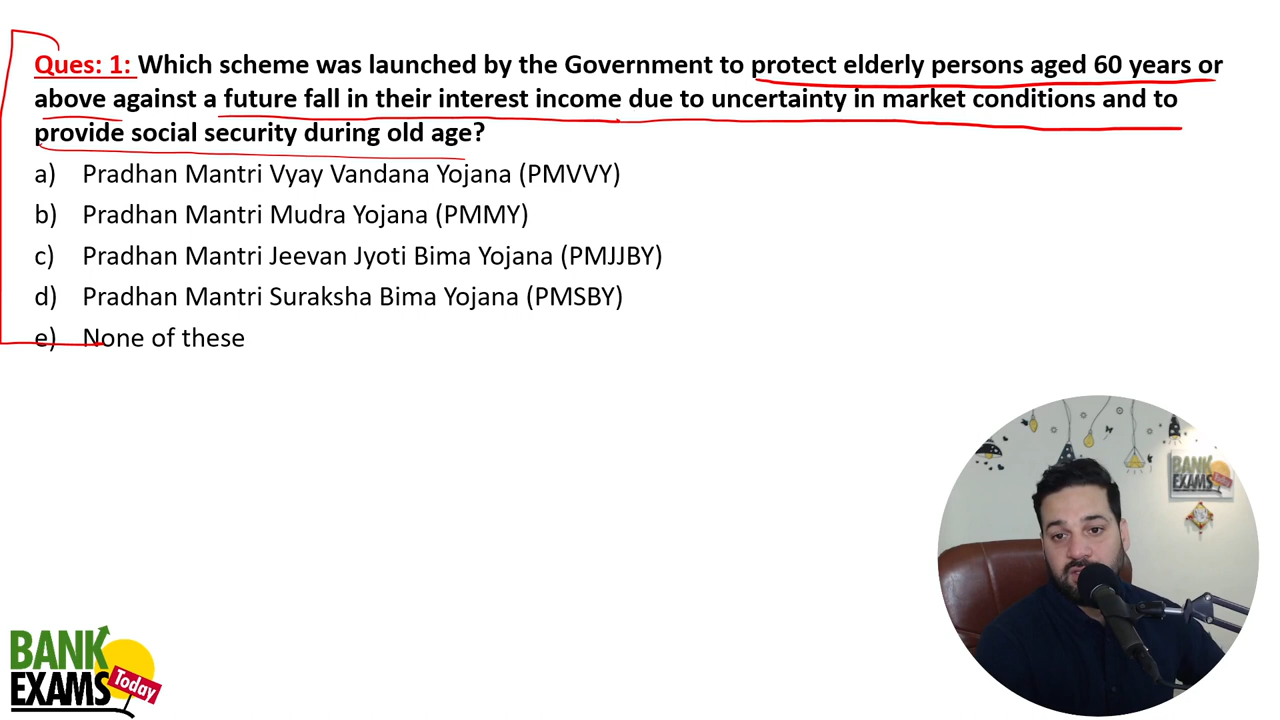 Ques: 1: Which scheme was launched by the Government to protect elderly persons aged 60 years or
above against a future fall in their interest income due to uncertainty in market conditions and to
provide social security during old age?
a) Pradhan Mantri Vyay Vandana Yojana (PMVVY)
b) Pradhan Mantri Mudra Yojana (PMMY)
c) Pradhan Mantri Jeevan Jyoti Bima Yojana (PMJJBY)
d) Pradhan Mantri Suraksha Bima Yojana (PMSBY)
e) None of these
BANK
EXAMS
Today
BANK
EXAMS
Today